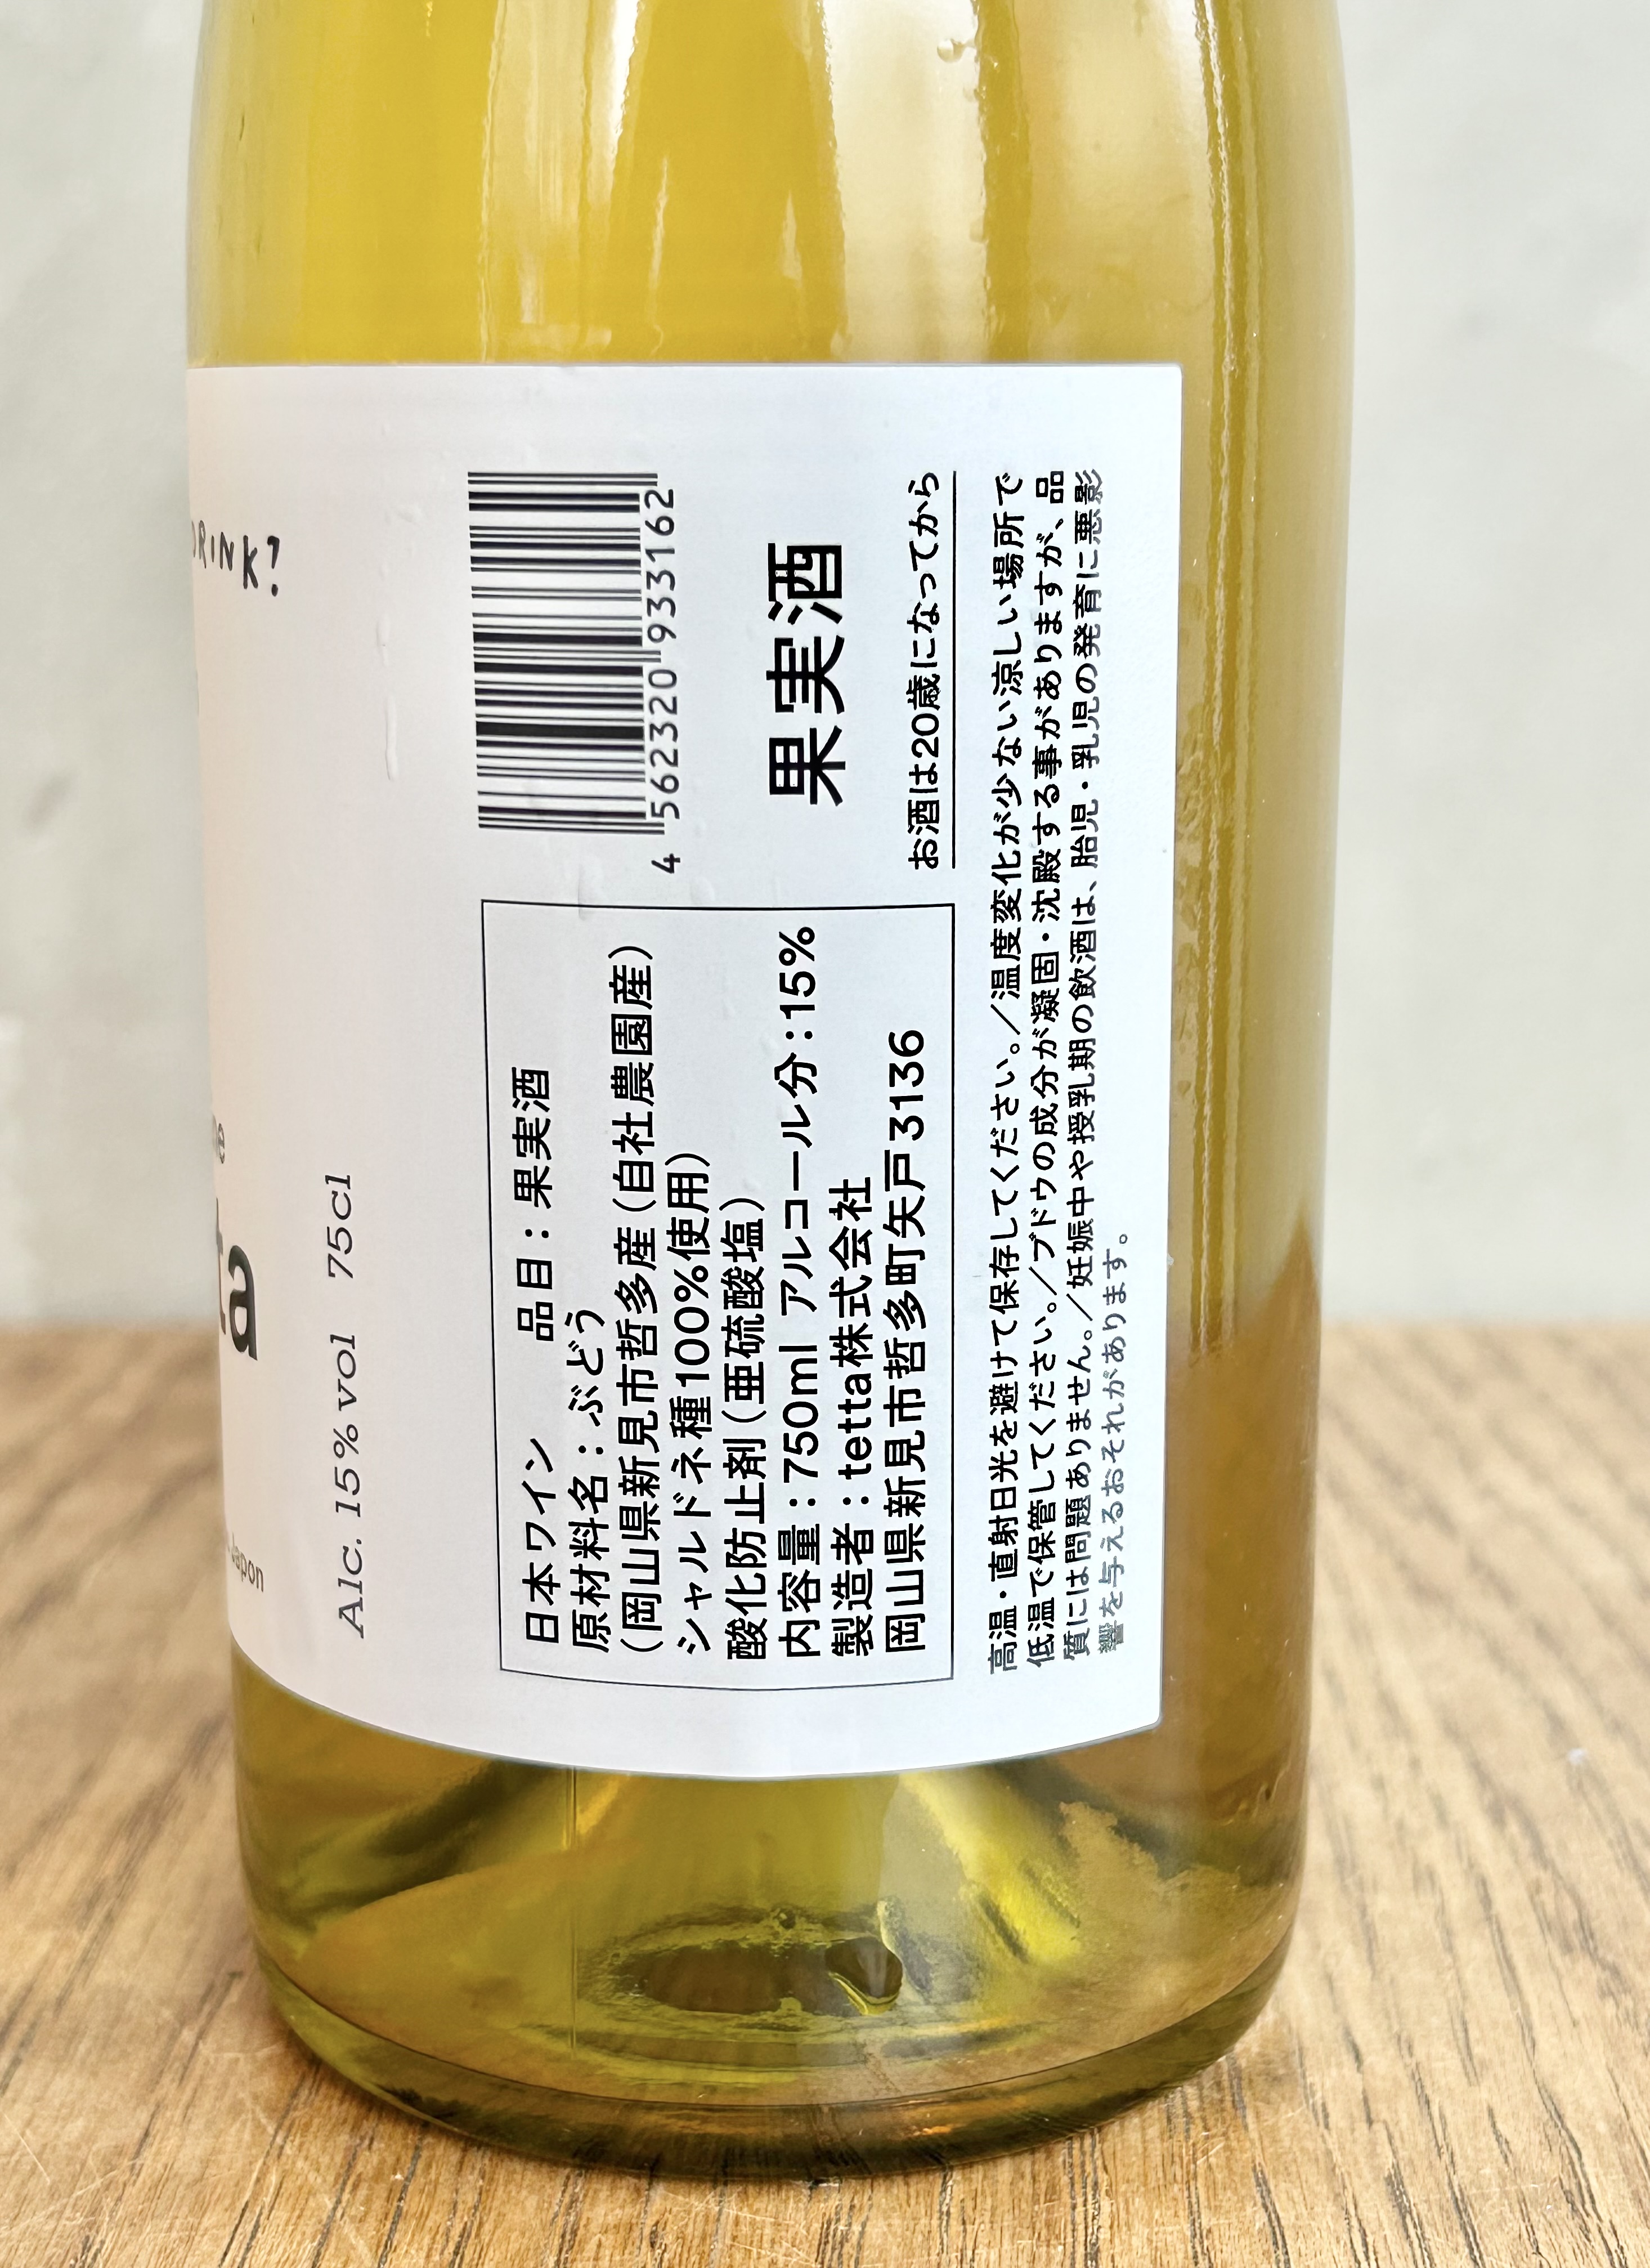 DRINK?
Alc. 15% vol 75cl
Japon
日本ワイン 品目：果実酒
原材料名：ぶどう
（岡山県新見市哲多産（自社農園産）
シャルドネ種100%使用）
酸化防止剤（亜硫酸塩）
内容量：750ml アルコール分：15%
製造者：tetta株式会社
岡山県新見市哲多町矢戸3136
4 562320 933162
果実酒
お酒は20歳になってから
高温・直射日光を避けて保存してください。／温度変化が少ない涼しい場所で
低温で保管してください。／ブドウの成分が凝固・沈殿する事がありますが、品
質には問題ありません。／妊娠中や授乳期の飲酒は、胎児・乳児の発育に悪影
響を与えるおそれがあります。